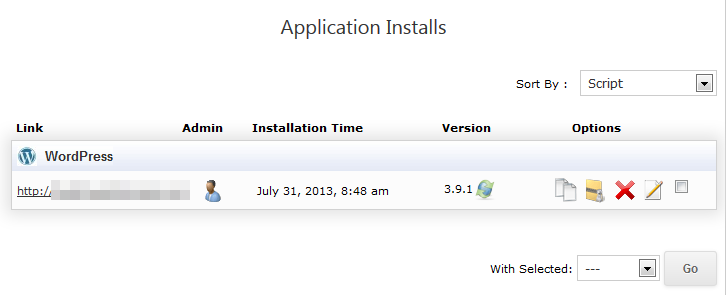 Application Installs
Sort By : Script
Link Admin Installation Time Version Options
WordPress
http:/ July 31, 2013, 8:48 am 3.9.1
With Selected: --- Go